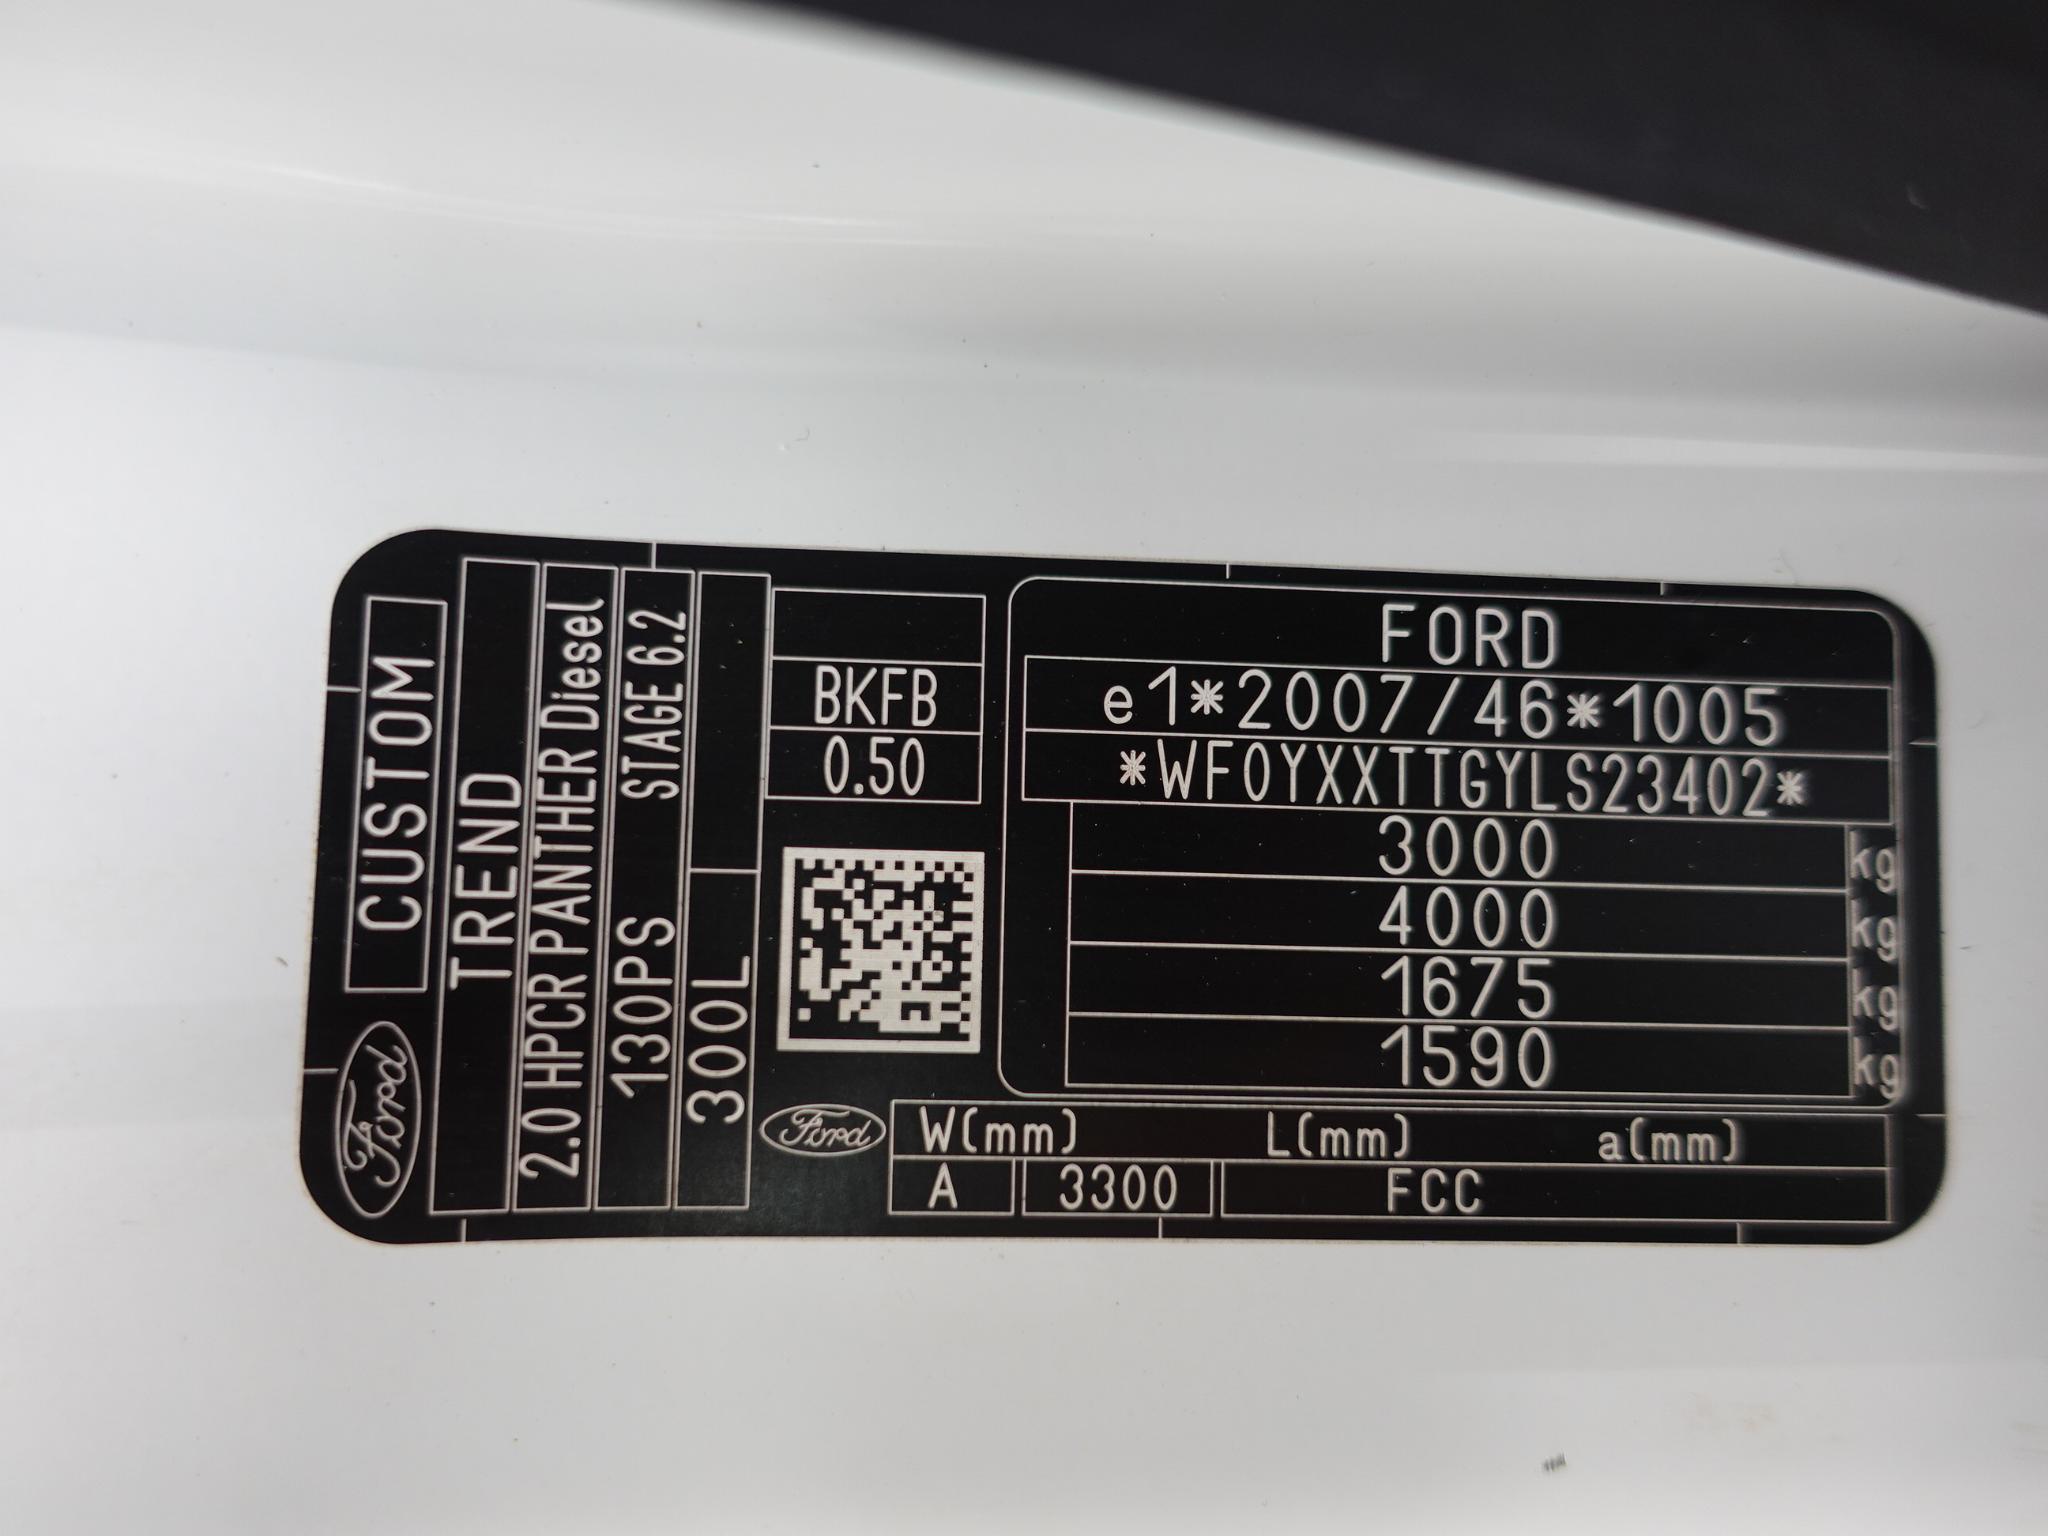 Ford CUSTOM
TREND
2.0 HPCR PANTHER Diesel
130PS STAGE 6.2
300L
BKFB
0.50
Ford
FORD
e1*2007/46*1005
*WF0YXXTTGYLS23402*
3000 kg
4000 kg
1675 kg
1590 kg
W(mm) L(mm) a(mm)
A 3300 FCC